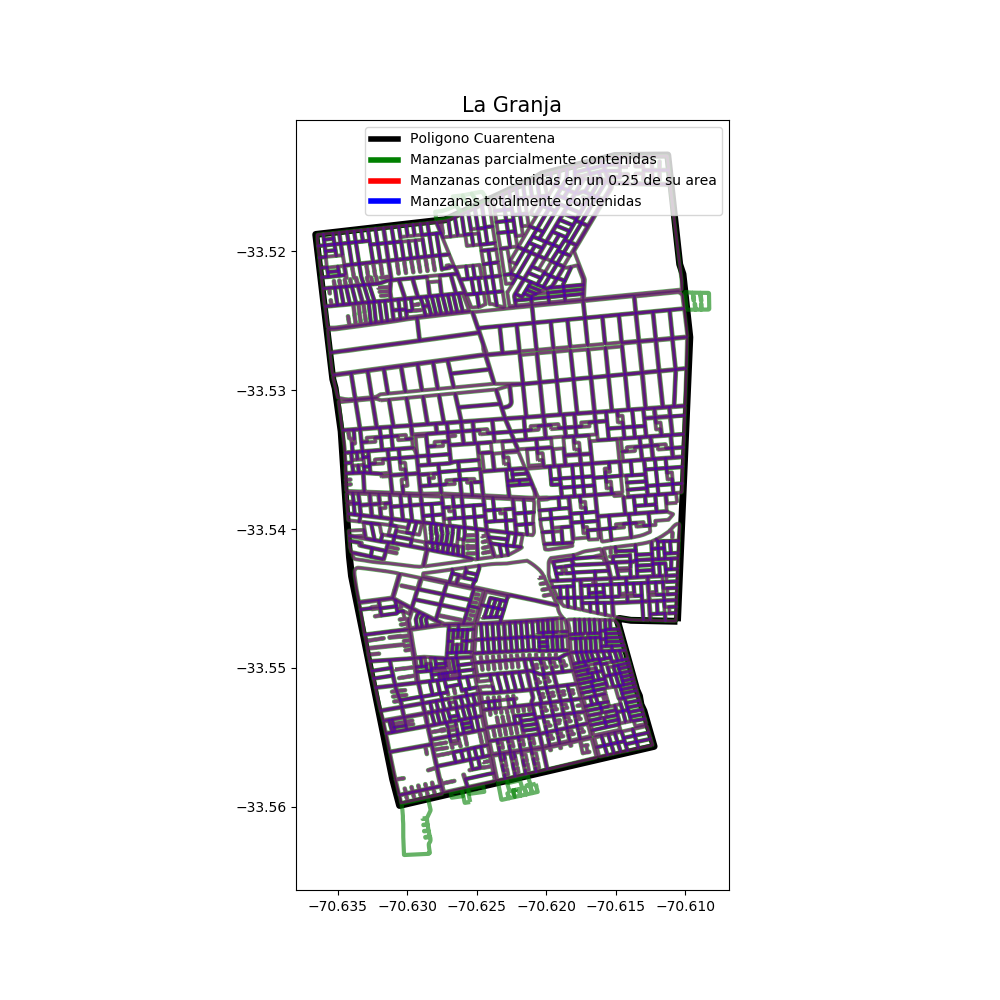 La Granja
Poligono Cuarentena
Manzanas parcialmente contenidas
Manzanas contenidas en un 0.25 de su area
Manzanas totalmente contenidas
−33.52
−33.53
−33.54
−33.55
−33.56
−70.635 −70.630 −70.625 −70.620 −70.615 −70.610